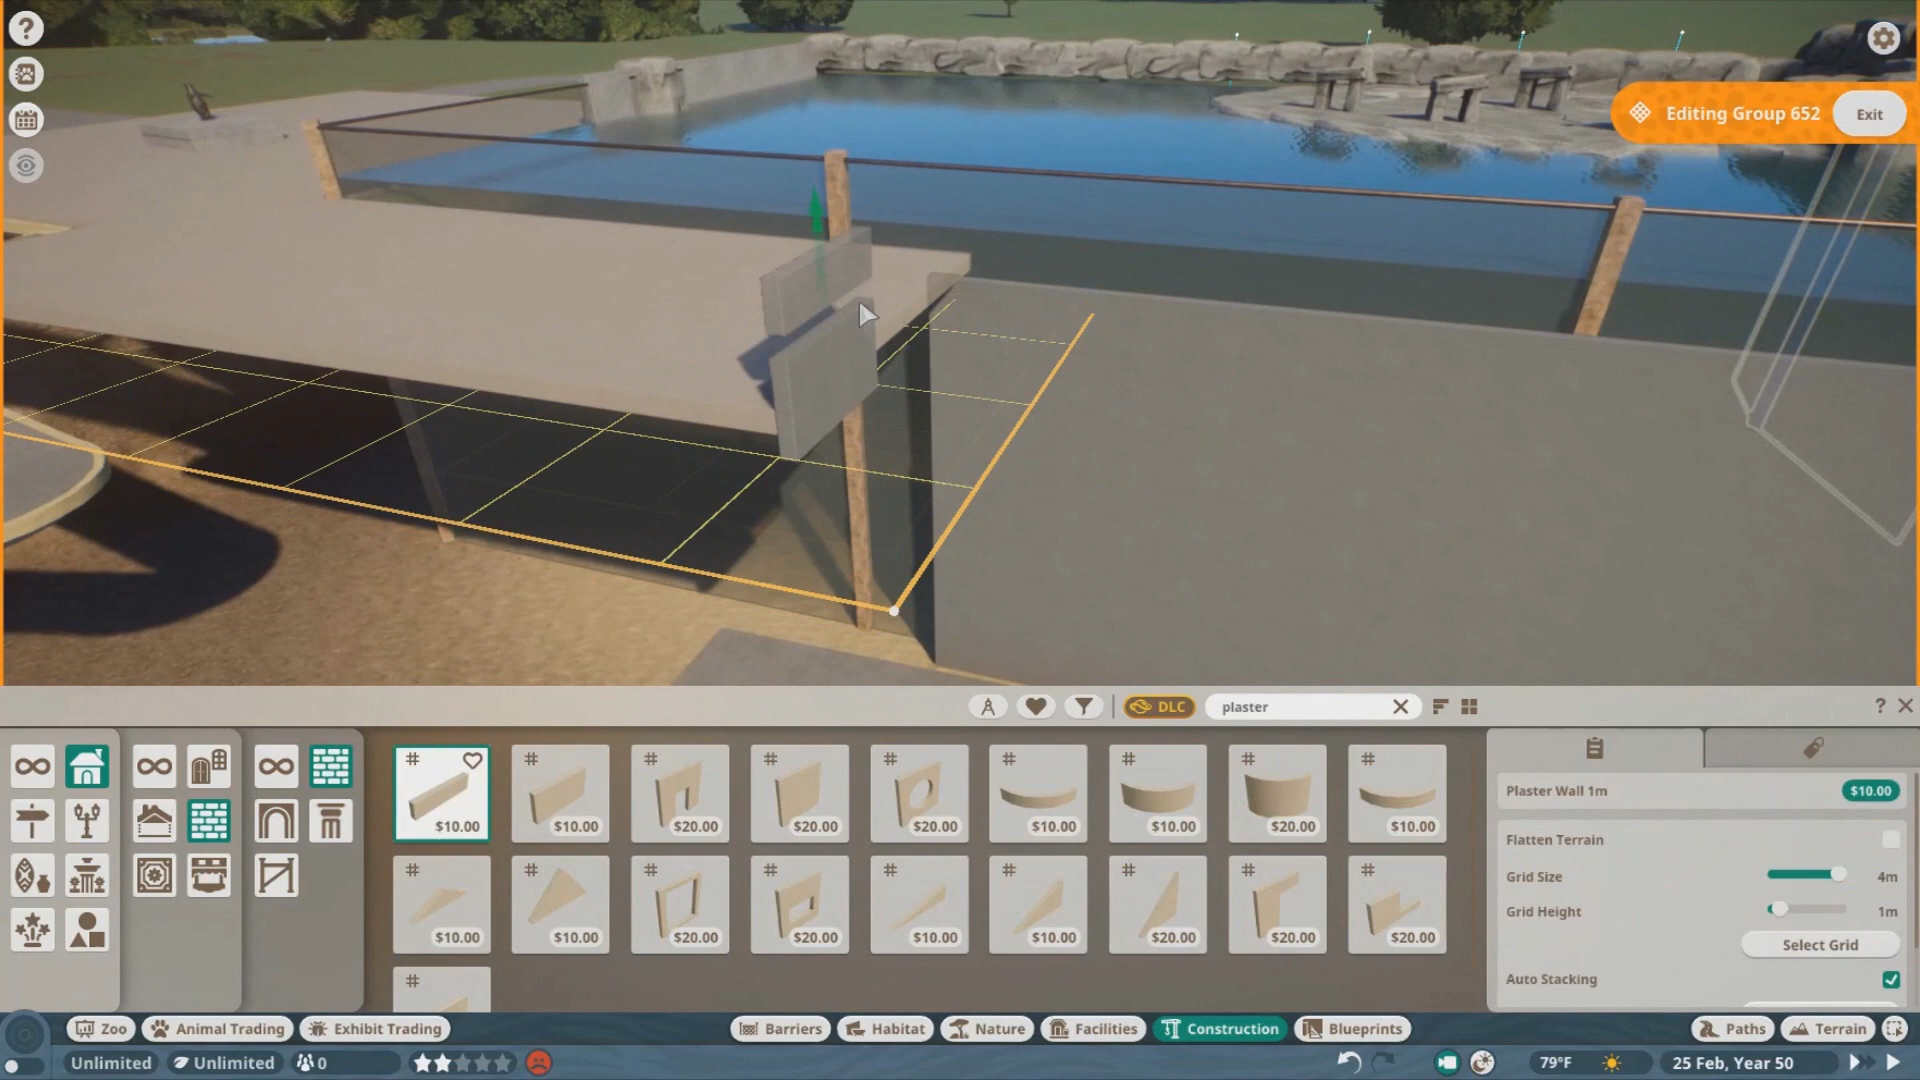 Editing Group 652 Exit
DLC plaster
$10.00 $10.00 $20.00 $20.00 $20.00 $10.00 $10.00 $20.00 $10.00
$10.00 $10.00 $20.00 $20.00 $10.00 $10.00 $20.00 $20.00 $20.00
Plaster Wall 1m $10.00
Flatten Terrain
Grid Size 4m
Grid Height 1m
Select Grid
Auto Stacking
Zoo Animal Trading Exhibit Trading Barriers Habitat Nature Facilities Construction Blueprints Paths Terrain
Unlimited Unlimited 0 79°F 25 Feb, Year 50